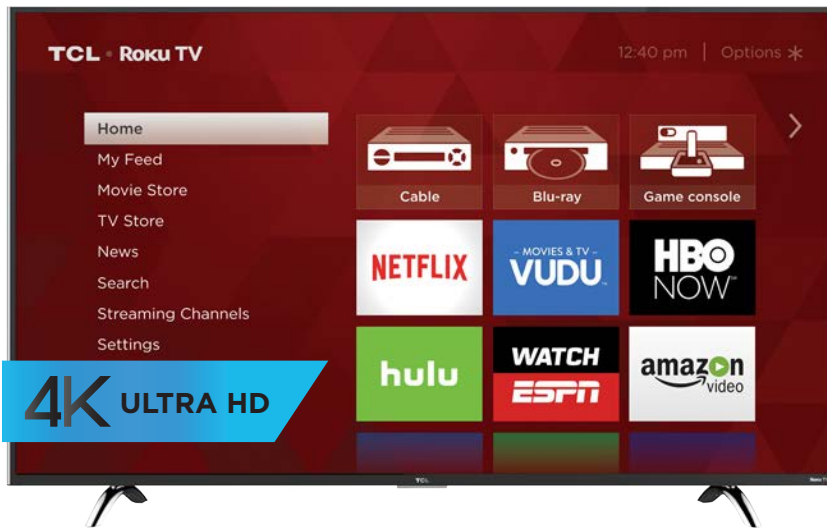 TCL • Roku TV
12:40 pm | Options
Home
My Feed
Movie Store
TV Store
News
Search
Streaming Channels
Settings
Cable
Blu-ray
Game console
NETFLIX
- MOVIES & TV -
VUDU
HBO
NOW
hulu
WATCH
ESPN
amazon
video
4K ULTRA HD
TCL
Roku TV